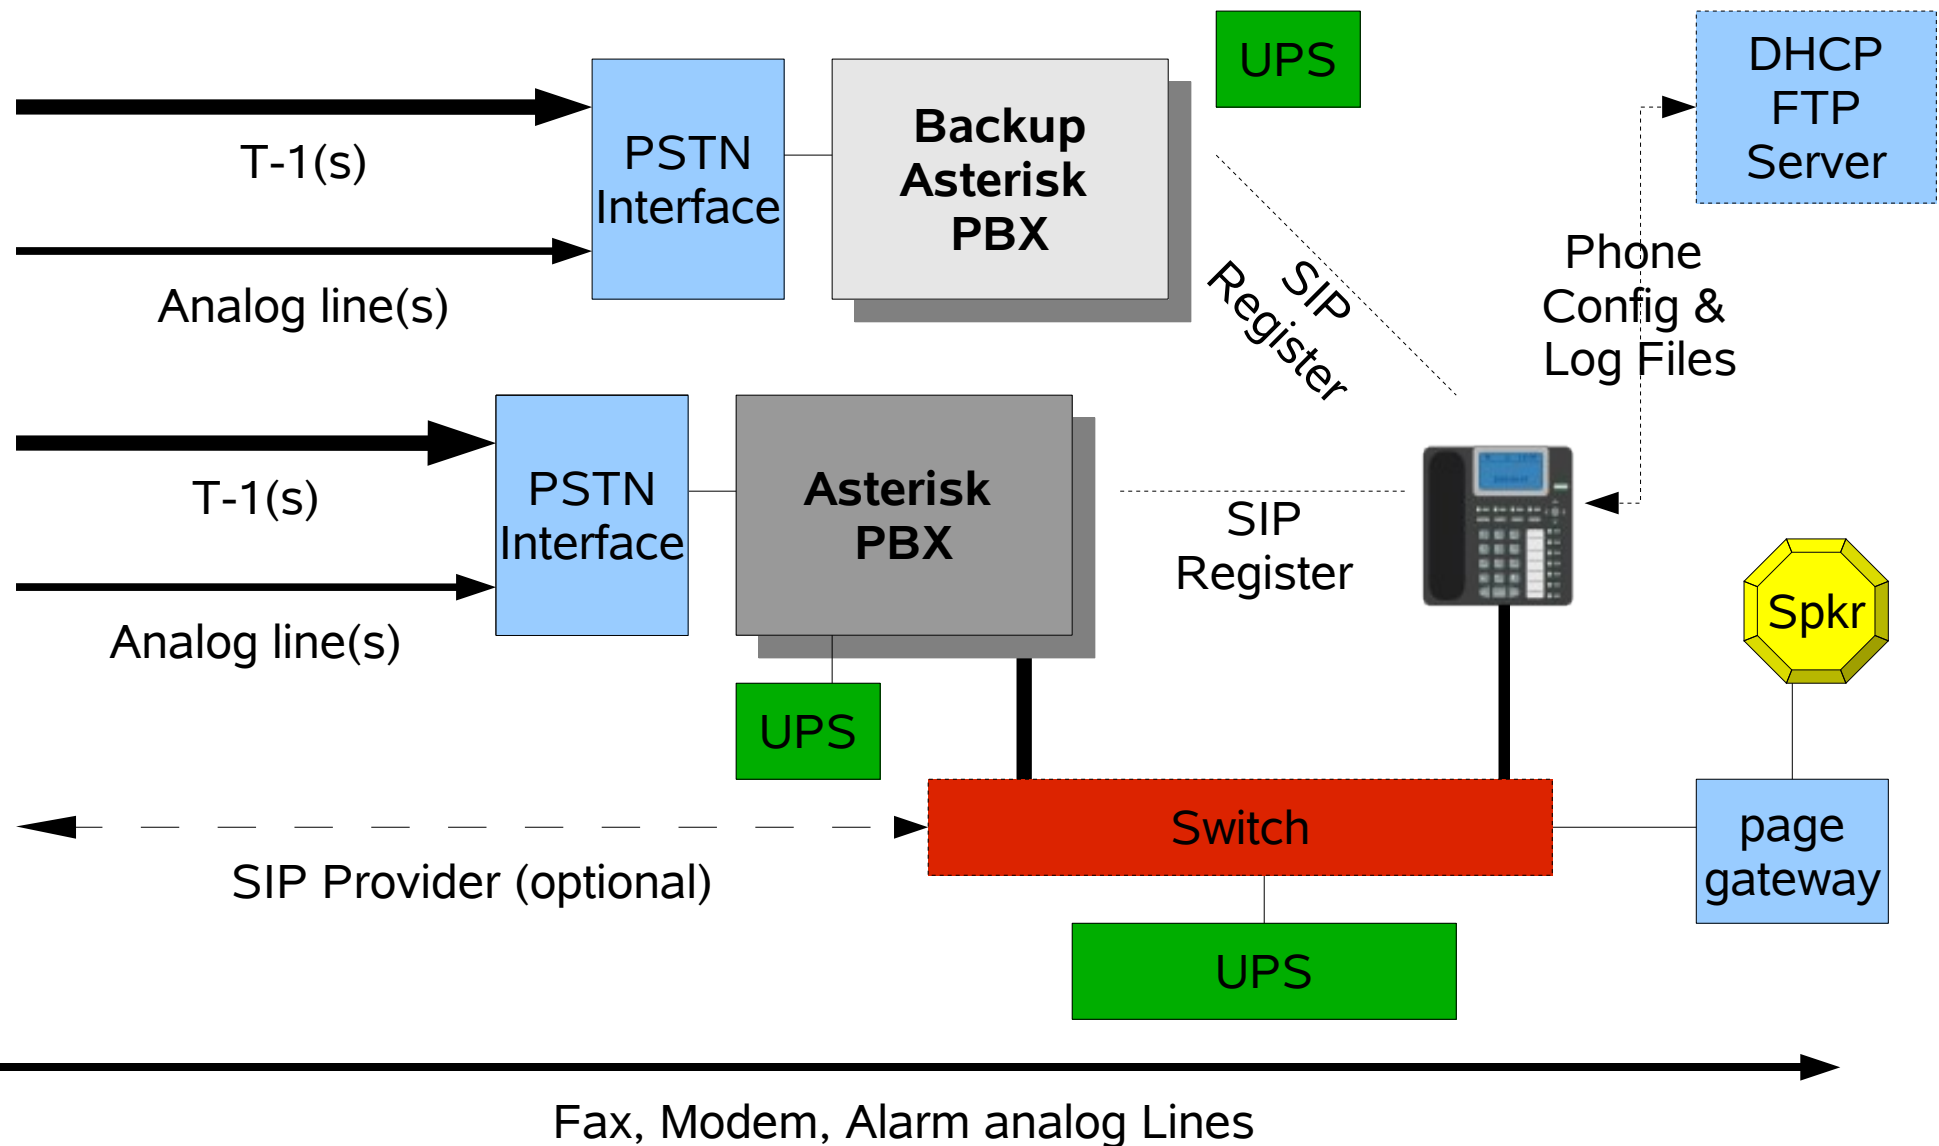 UPS
DHCP
FTP
Server
T-1(s)
PSTN
Interface
Backup
Asterisk
PBX
Analog line(s)
SIP
Register
Phone
Config &
Log Files
T-1(s)
PSTN
Interface
Asterisk
PBX
SIP
Register
Analog line(s)
Spkr
UPS
Switch
page
gateway
SIP Provider (optional)
UPS
Fax, Modem, Alarm analog Lines